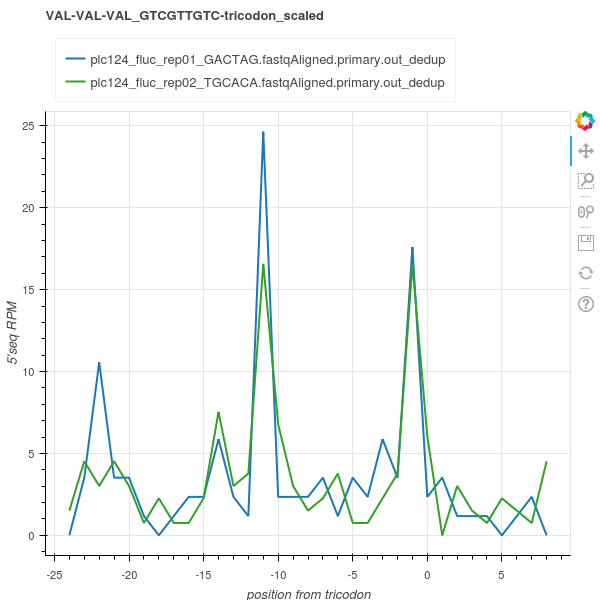 VAL-VAL-VAL_GTCGTTGTC-tricodon_scaled
plc124_fluc_rep01_GACTAG.fastqAligned.primary.out_dedup
plc124_fluc_rep02_TGCACA.fastqAligned.primary.out_dedup
25
20
15
10
5
0
5'seq RPM
-25 -20 -15 -10 -5 0 5
position from tricodon